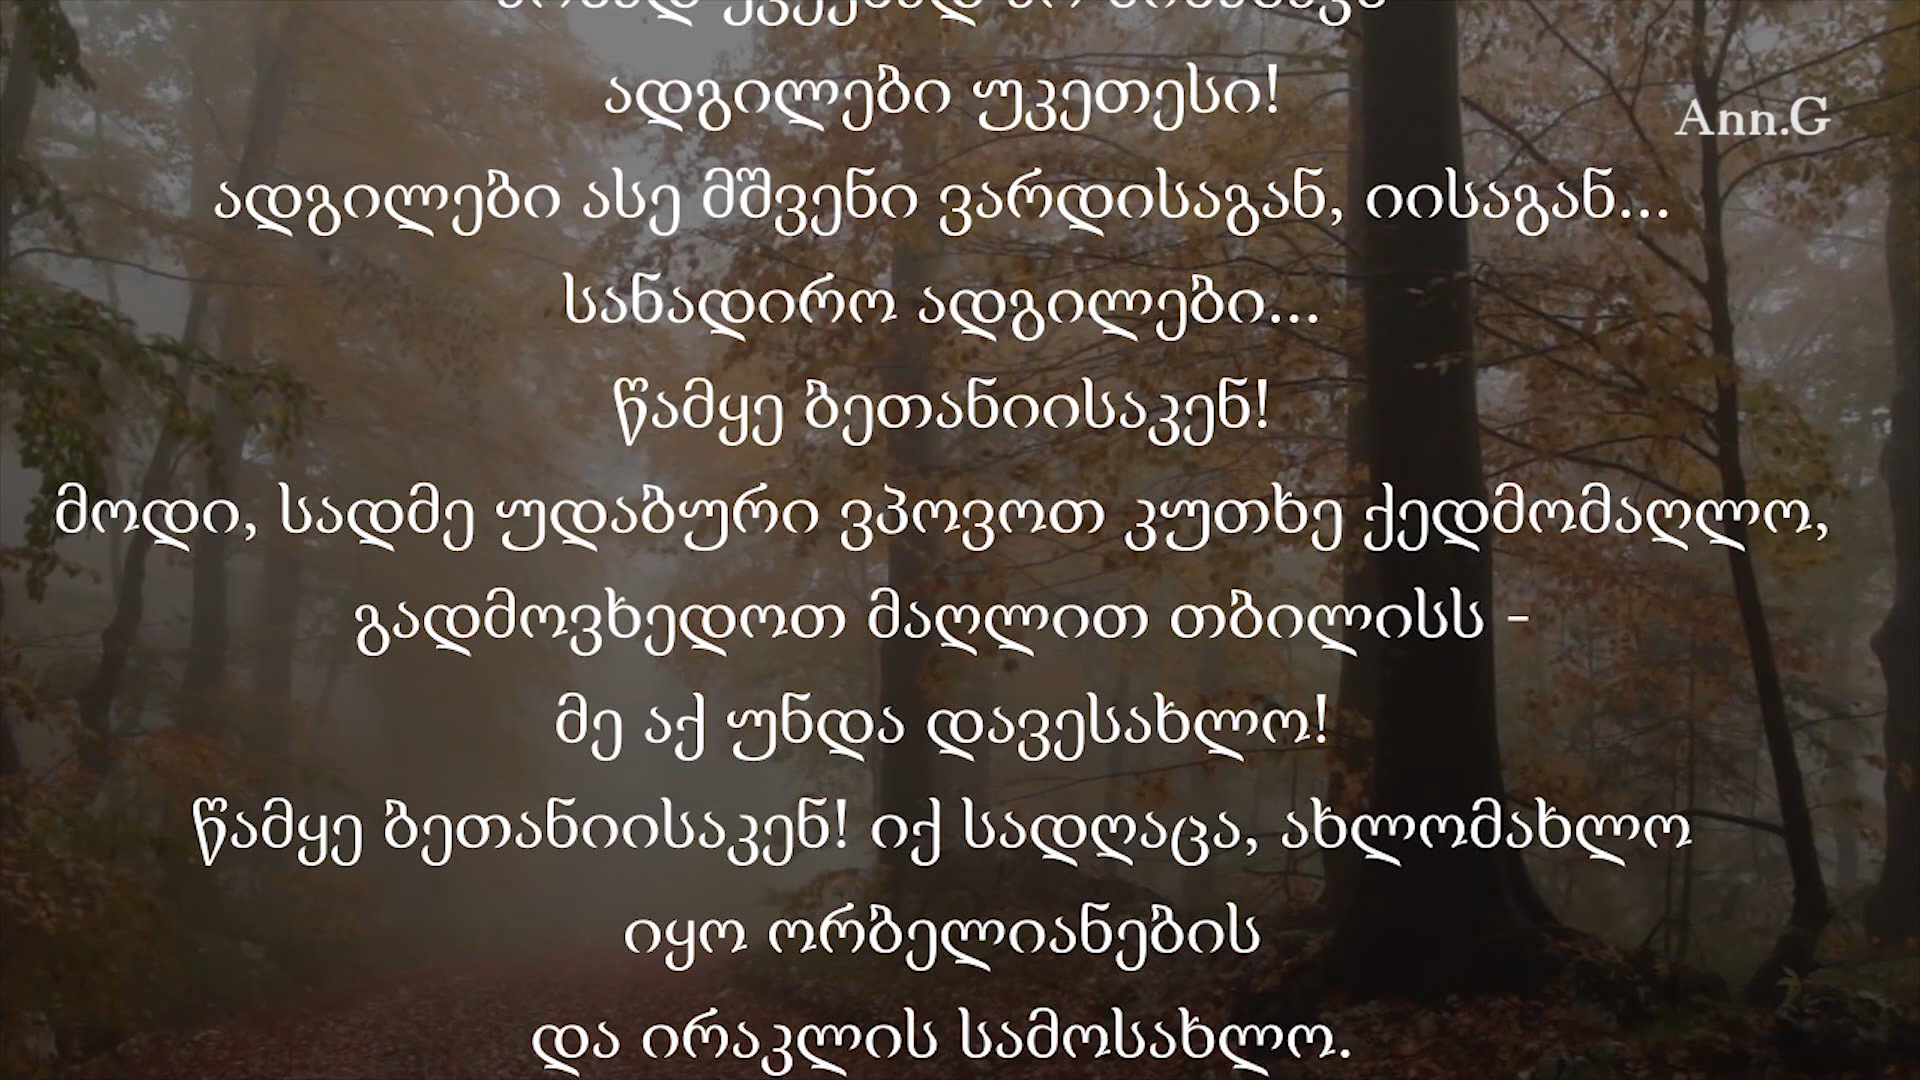 ადგილები უკეთესი!
Ann.G
ადგილები ასე მშვენი ვარდისაგან, იისაგან...
სანადირო ადგილები...
წამყე ბეთანიისაკენ!
მოდი, სადმე უდაბური ვპოვოთ კუთხე ქედმომაღლო,
გადმოვხედოთ მაღლით თბილისს -
მე აქ უნდა დავესახლო!
წამყე ბეთანიისაკენ! იქ სადღაცა, ახლომახლო
იყო ორბელიანების
და ირაკლის სამოსახლო.